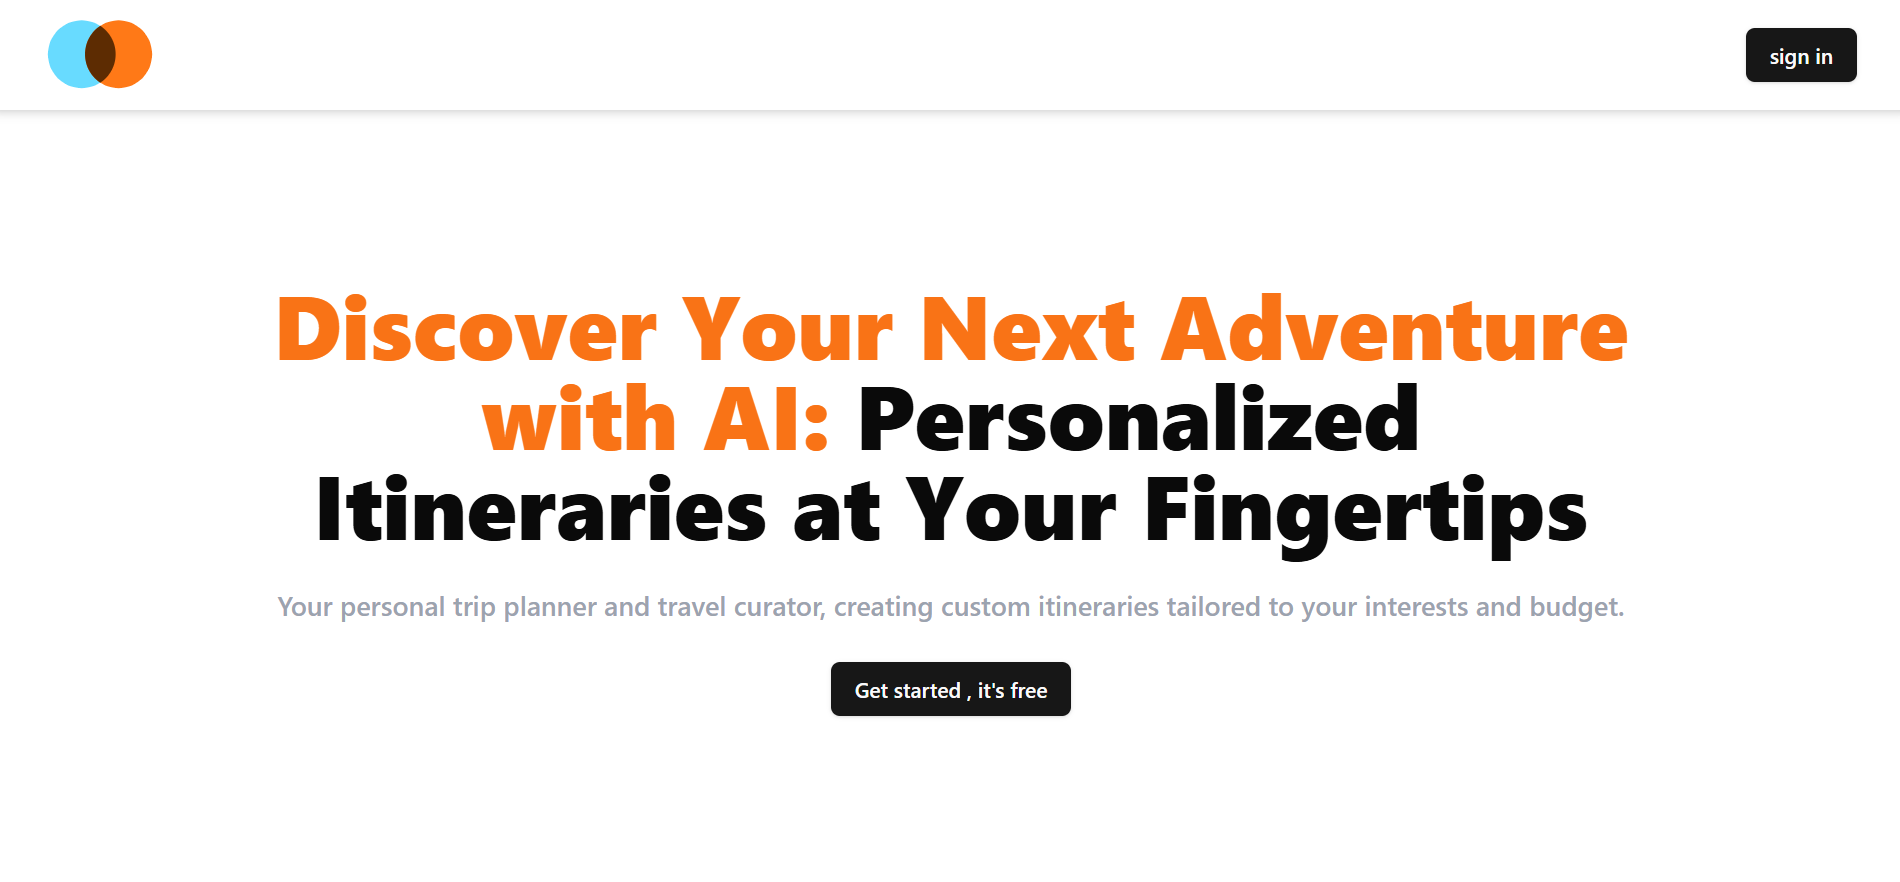 sign in
Discover Your Next Adventure
with AI: Personalized
Itineraries at Your Fingertips
Your personal trip planner and travel curator, creating custom itineraries tailored to your interests and budget.
Get started , it's free